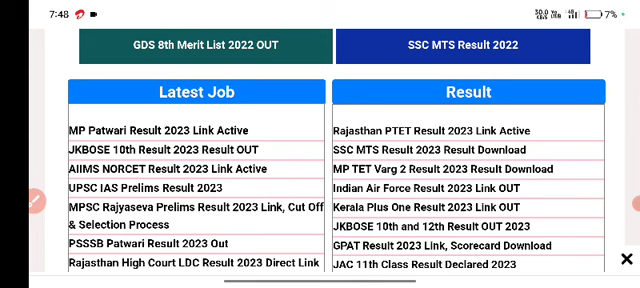 7:48
30.0 KB/S
7%
GDS 8th Merit List 2022 OUT
SSC MTS Result 2022
Latest Job
MP Patwari Result 2023 Link Active
JKBOSE 10th Result 2023 Result OUT
AIIMS NORCET Result 2023 Link Active
UPSC IAS Prelims Result 2023
MPSC Rajyaseva Prelims Result 2023 Link, Cut Off
& Selection Process
PSSSB Patwari Result 2023 Out
Rajasthan High Court LDC Result 2023 Direct Link
Result
Rajasthan PTET Result 2023 Link Active
SSC MTS Result 2023 Result Download
MP TET Varg 2 Result 2023 Result Download
Indian Air Force Result 2023 Link OUT
Kerala Plus One Result 2023 Link OUT
JKBOSE 10th and 12th Result OUT 2023
GPAT Result 2023 Link, Scorecard Download
JAC 11th Class Result Declared 2023